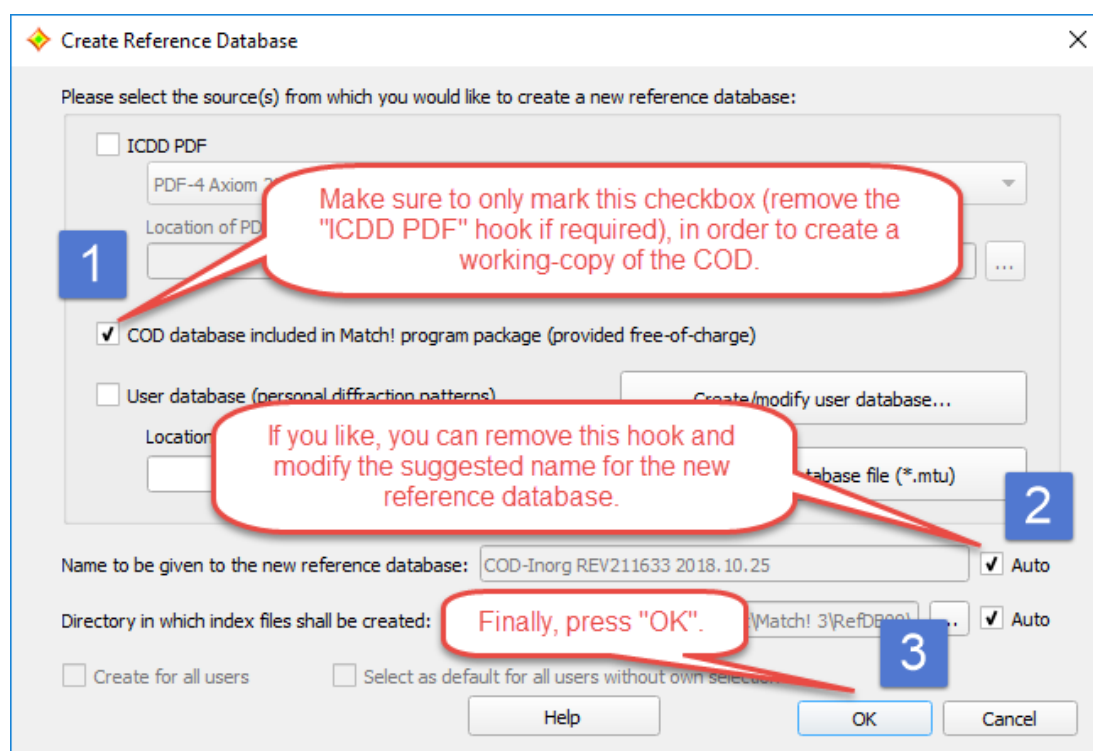 Create Reference Database
Please select the source(s) from which you would like to create a new reference database:
ICDD PDF
PDF-4 Axiom
Make sure to only mark this checkbox (remove the
"ICDD PDF" hook if required), in order to create a
working-copy of the COD.
Location of
...
1
COD database included in Match! program package (provided free-of-charge)
User database (personal diffraction patterns)
Create/modify user database...
Location
If you like, you can remove this hook and
modify the suggested name for the new
reference database.
file (*.mtu)
2
Name to be given to the new reference database: COD-Inorg REV211633 2018.10.25 Auto
Directory in which index files shall be created: \Match! 3\ Auto
Finally, press "OK".
3
Create for all users Select as default for all users without own
Help OK Cancel